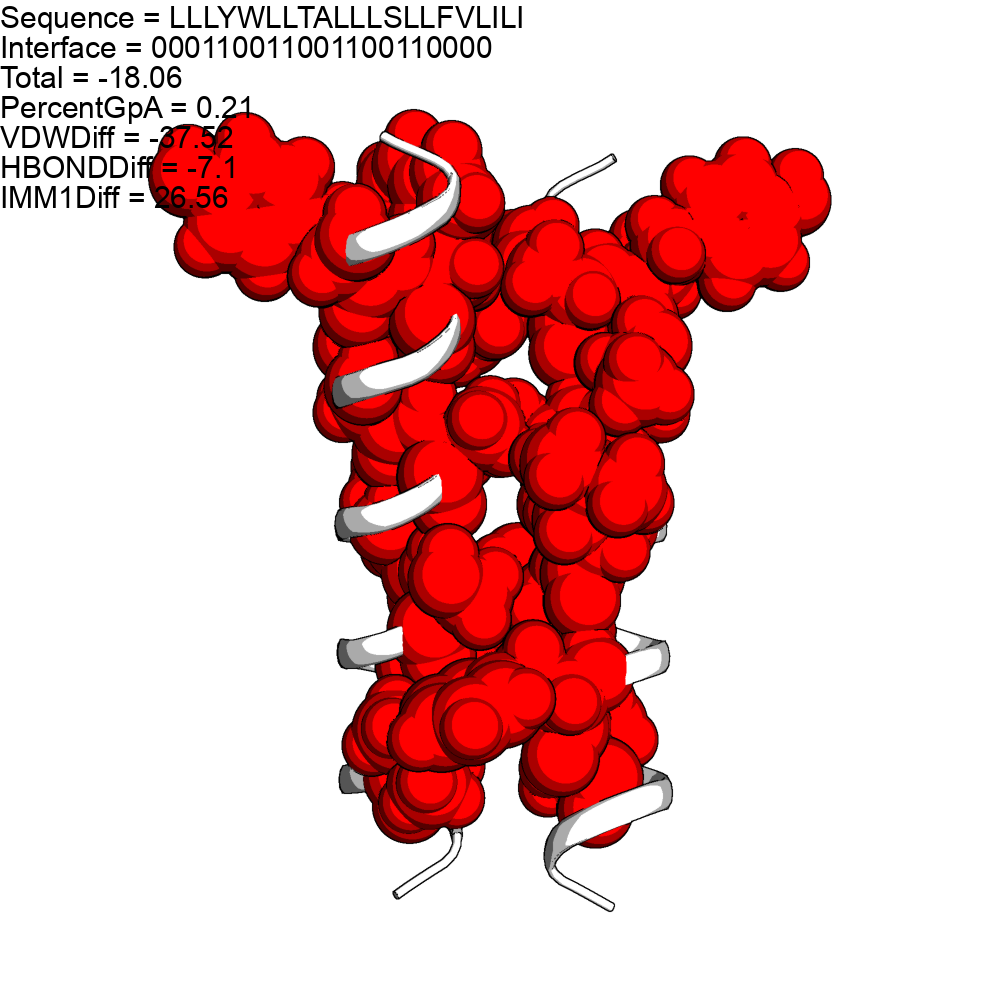 Sequence = LLLYWLLTALLLSLLFVLILI
Interface = 000110011001100110000
Total = -18.06
PercentGpA = 0.21
VDWDiff = -37.52
HBONDDiff = -7.1
IMM1Diff = 26.56